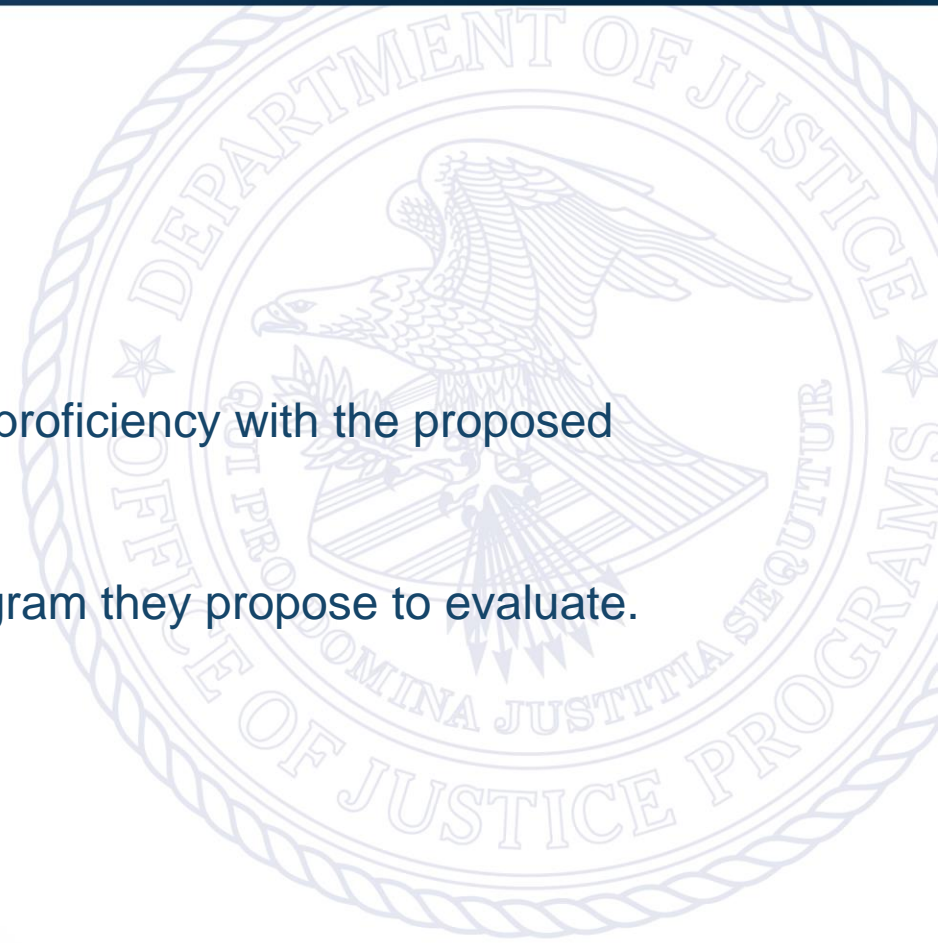 DEPARTMENT OF JUSTICE
proficiency with the proposed
gram they propose to evaluate.
QUI PRO DOMINA JUSTITIA SEQUITUR
OFFICE OF JUSTICE PROGRAMS